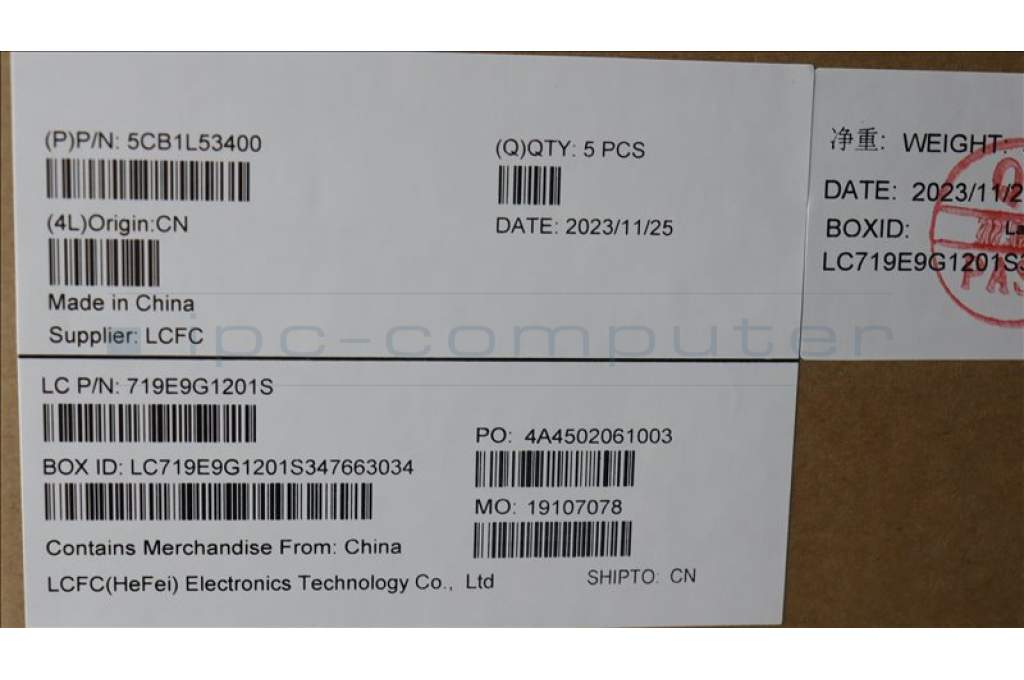 (P)P/N: 5CB1L53400
(Q)QTY: 5 PCS
(4L)Origin:CN
DATE: 2023/11/25
Made in China
Supplier: LCFC
净重: WEIGHT:
DATE: 2023/11/2
BOXID:
LC719E9G1201S3
PAS
ipc-computer
LC P/N: 719E9G1201S
PO: 4A4502061003
BOX ID: LC719E9G1201S347663034
MO: 19107078
Contains Merchandise From: China
LCFC(HeFei) Electronics Technology Co., Ltd
SHIPTO: CN